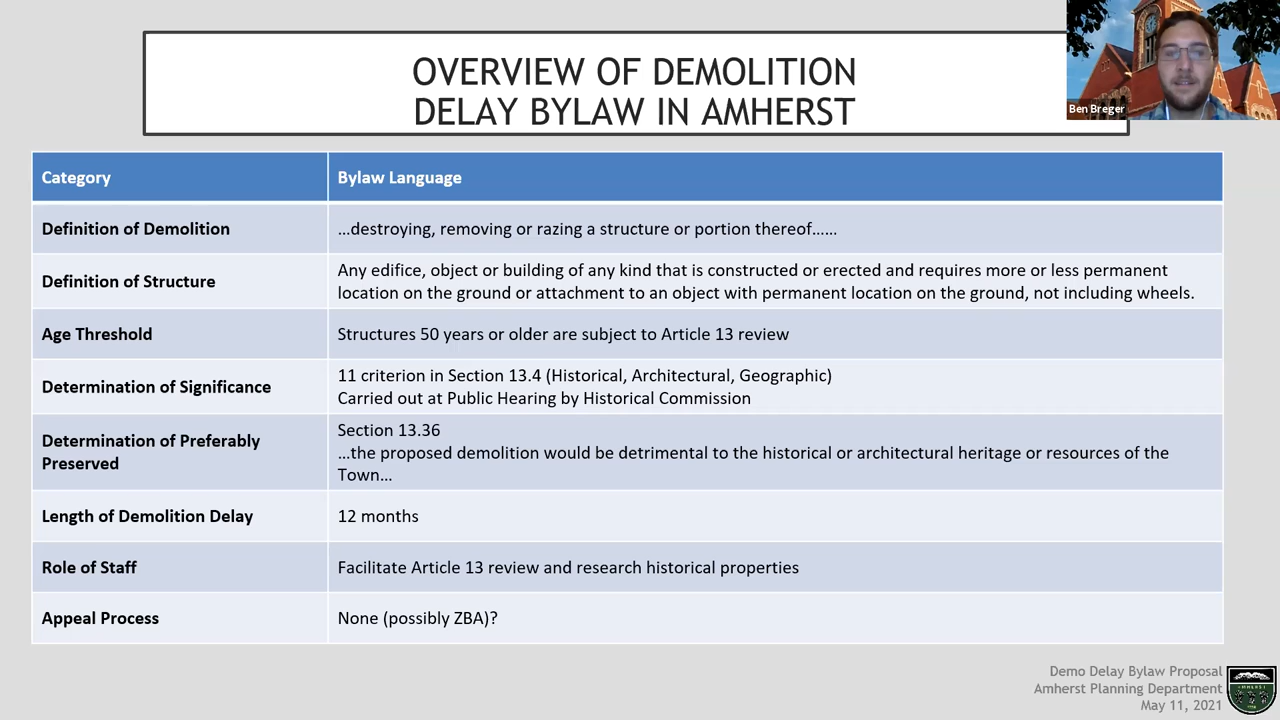 OVERVIEW OF DEMOLITION
DELAY BYLAW IN AMHERST
Ben Breger
Category
Bylaw Language
Definition of Demolition
...destroying, removing or razing a structure or portion thereof......
Definition of Structure
Any edifice, object or building of any kind that is constructed or erected and requires more or less permanent
location on the ground or attachment to an object with permanent location on the ground, not including wheels.
Age Threshold
Structures 50 years or older are subject to Article 13 review
Determination of Significance
11 criterion in Section 13.4 (Historical, Architectural, Geographic)
Carried out at Public Hearing by Historical Commission
Determination of Preferably
Preserved
Section 13.36
...the proposed demolition would be detrimental to the historical or architectural heritage or resources of the
Town...
Length of Demolition Delay
12 months
Role of Staff
Facilitate Article 13 review and research historical properties
Appeal Process
None (possibly ZBA)?
Demo Delay Bylaw Proposal
Amherst Planning Department
May 11, 2021